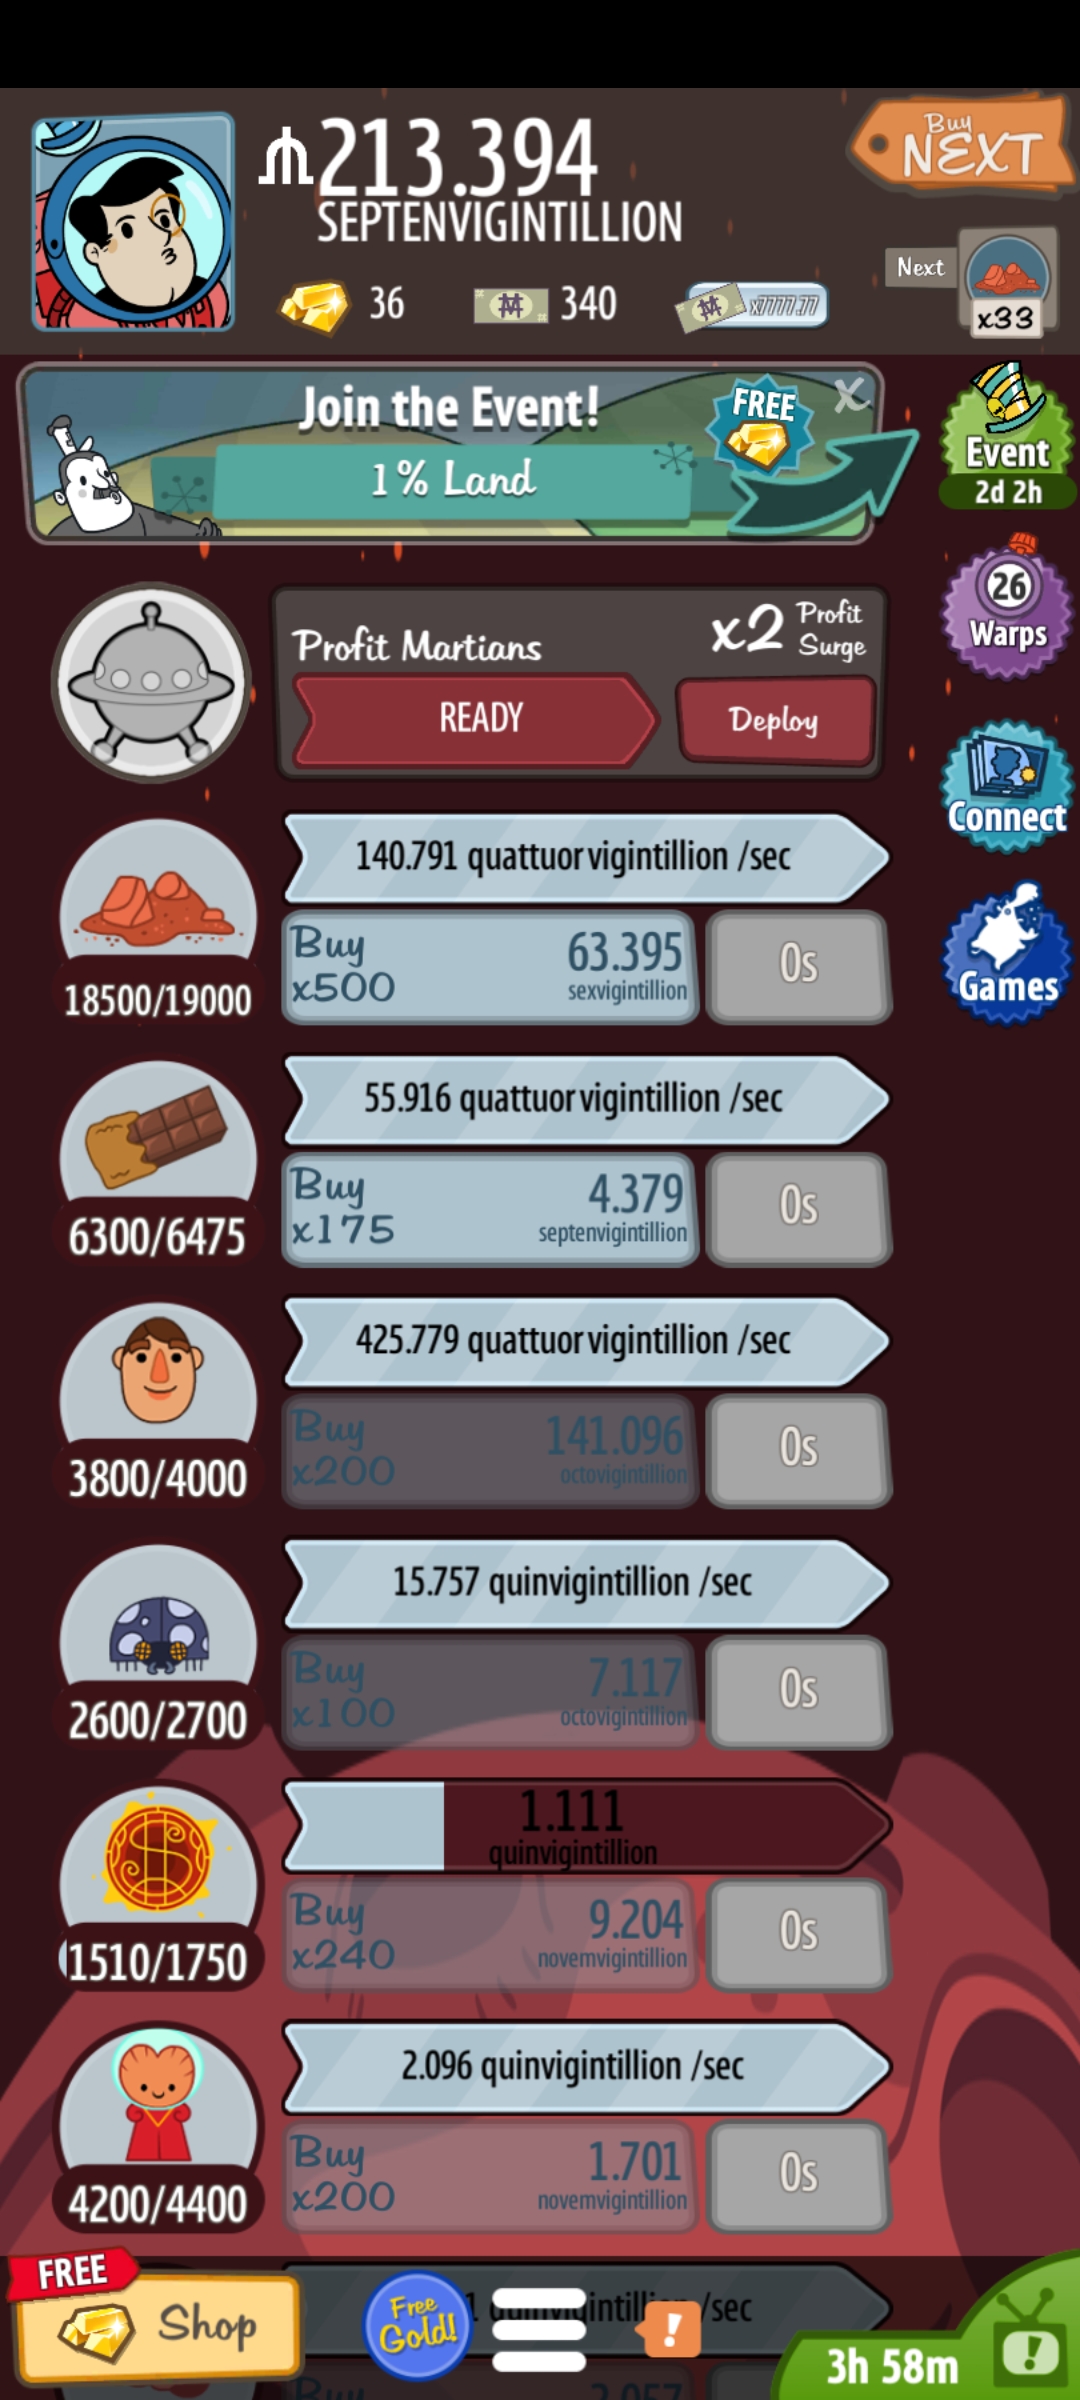 Buy
NEXT
213.394
SEPTENVIGINTILLION
36
340
x7777.77
Next
x33
Join the Event!
1% Land
FREE
X
Event
2d 2h
26
Warps
Connect
Games
Profit Martians
x2 Profit
Surge
READY
Deploy
140.791 quattuorvigintillion /sec
Buy
x500
63.395
sexvigintillion
0s
18500/19000
55.916 quattuorvigintillion /sec
Buy
x175
4.379
septenvigintillion
0s
6300/6475
425.779 quattuorvigintillion /sec
Buy
x200
141.096
octovigintillion
0s
3800/4000
15.757 quinvigintillion /sec
Buy
x100
7.117
octovigintillion
0s
2600/2700
1.111
quinvigintillion
Buy
x240
9.204
novemvigintillion
0s
1510/1750
2.096 quinvigintillion /sec
Buy
x200
1.701
novemvigintillion
0s
4200/4400
FREE
Shop
Free
Gold!
/sec
!
3h 58m
!
Buy